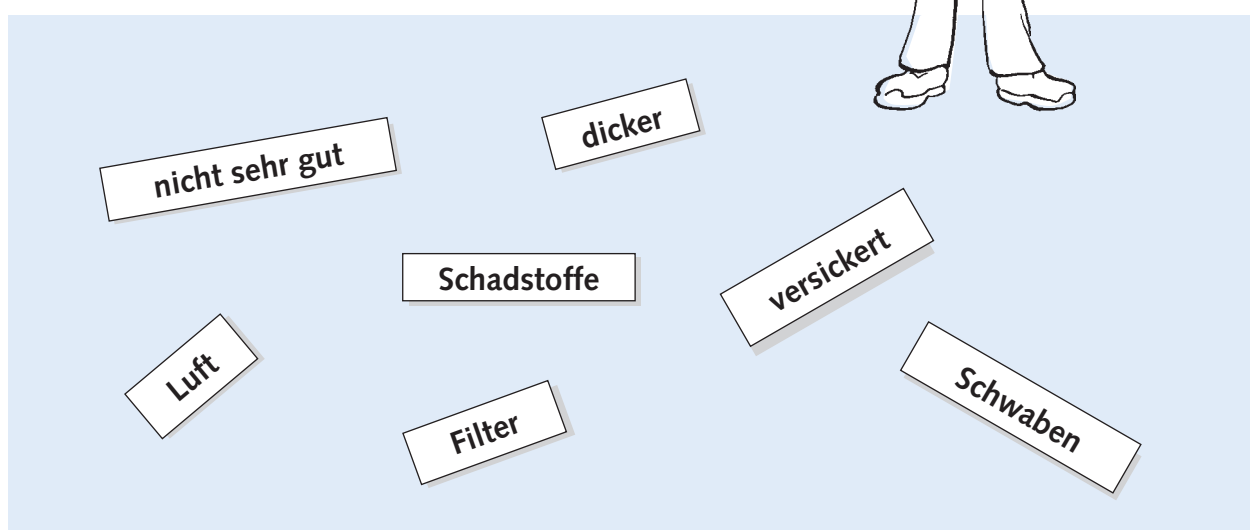 dicker
nicht sehr gut
versickert
Schadstoffe
Luft
Schwaben
Filter